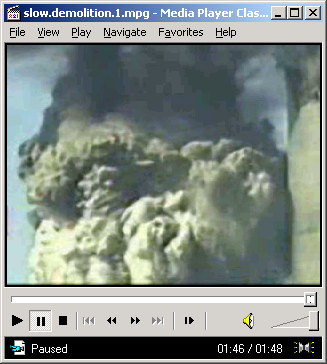 slow.demolition.1.mpg - Media Player Clas...
File View Play Navigate Favorites Help
Paused 01:46 / 01:48